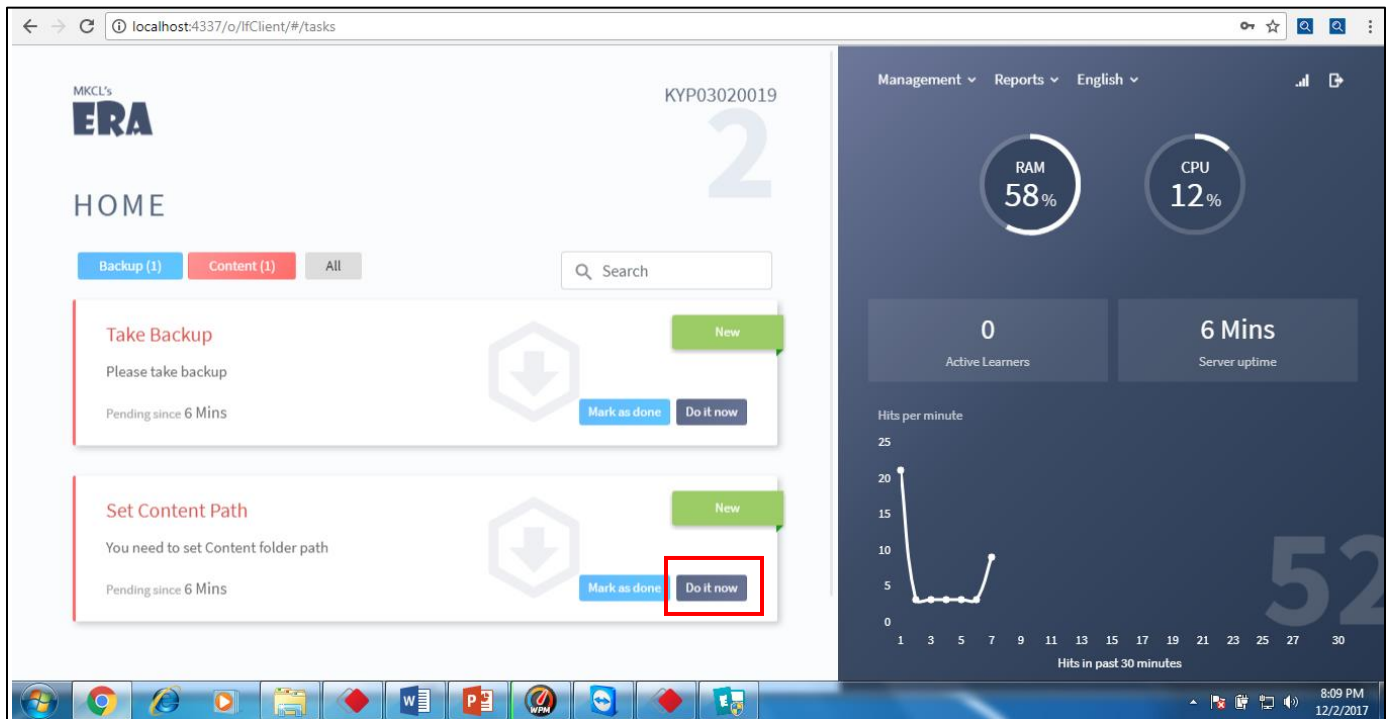 localhost:4337/o/lfClient/#/tasks
MKCL's
ERA
KYP03020019
2
HOME
Backup (1) Content (1) All
Search
Take Backup
New
Please take backup
Pending since 6 Mins
Mark as done Do it now
Set Content Path
New
You need to set Content folder path
Pending since 6 Mins
Mark as done Do it now
Management Reports English
RAM
58%
CPU
12%
0
Active Learners
6 Mins
Server uptime
Hits per minute
25
20
15
10
5
0
52
1 3 5 7 9 11 13 15 17 19 21 23 25 27 30
Hits in past 30 minutes
W
P
WPM
E
8:09 PM
12/2/2017